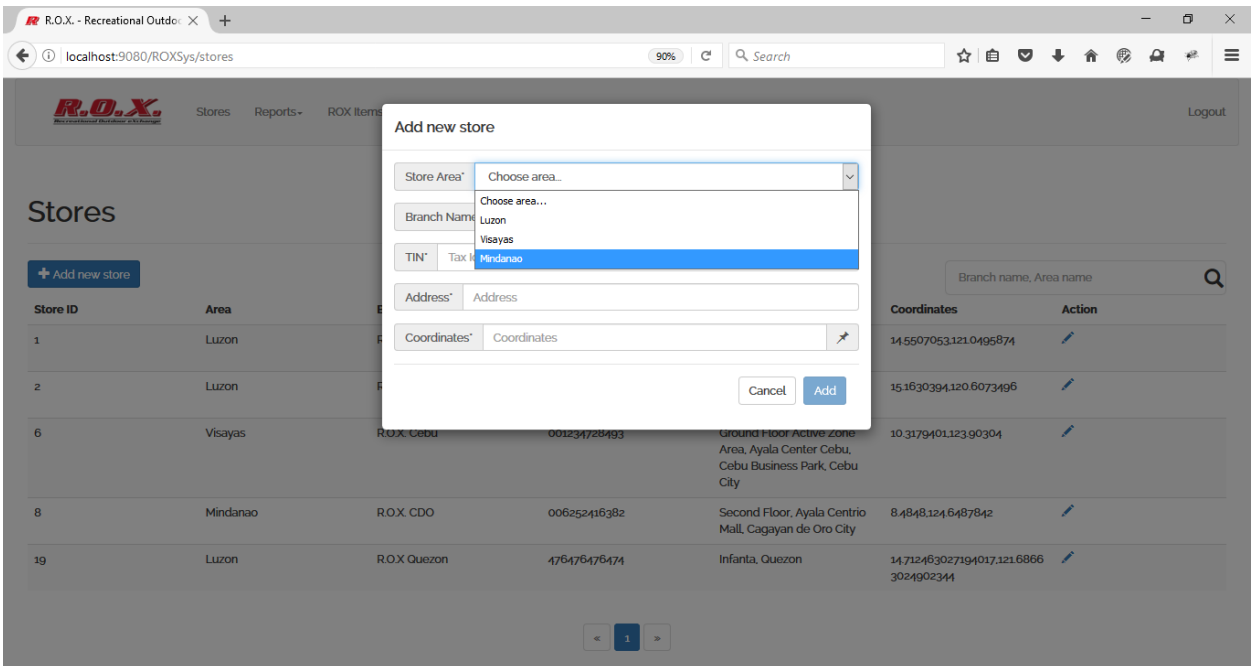 R.O.X. - Recreational Outdoc
localhost:9080/ROXSys/stores
90%
Search
R.O.X.
Recreational Outdoor eXchange
Stores
Reports
ROX Items
Logout
Add new store
Store Area*
Choose area...
Choose area...
Luzon
Visayas
Mindanao
Branch Name
TIN*
Tax
Address*
Address
Coordinates*
Coordinates
Cancel
Add
Stores
Add new store
Branch name, Area name
Store ID Area Coordinates Action
1 Luzon 14.5507053,121.0495874
2 Luzon 15.1630394,120.6073496
6 Visayas R.O.X. Cebu 001234728493 Ground Floor Active Zone 10.3179401,123.90304
Area, Ayala Center Cebu,
Cebu Business Park, Cebu
City
8 Mindanao R.O.X. CDO 006252416382 Second Floor, Ayala Centrio 8.4848,124.6487842
Mall, Cagayan de Oro City
19 Luzon R.O.X Quezon 476476476474 Infanta, Quezon 14.712463027194017,121.6866
3024902344
« 1 »